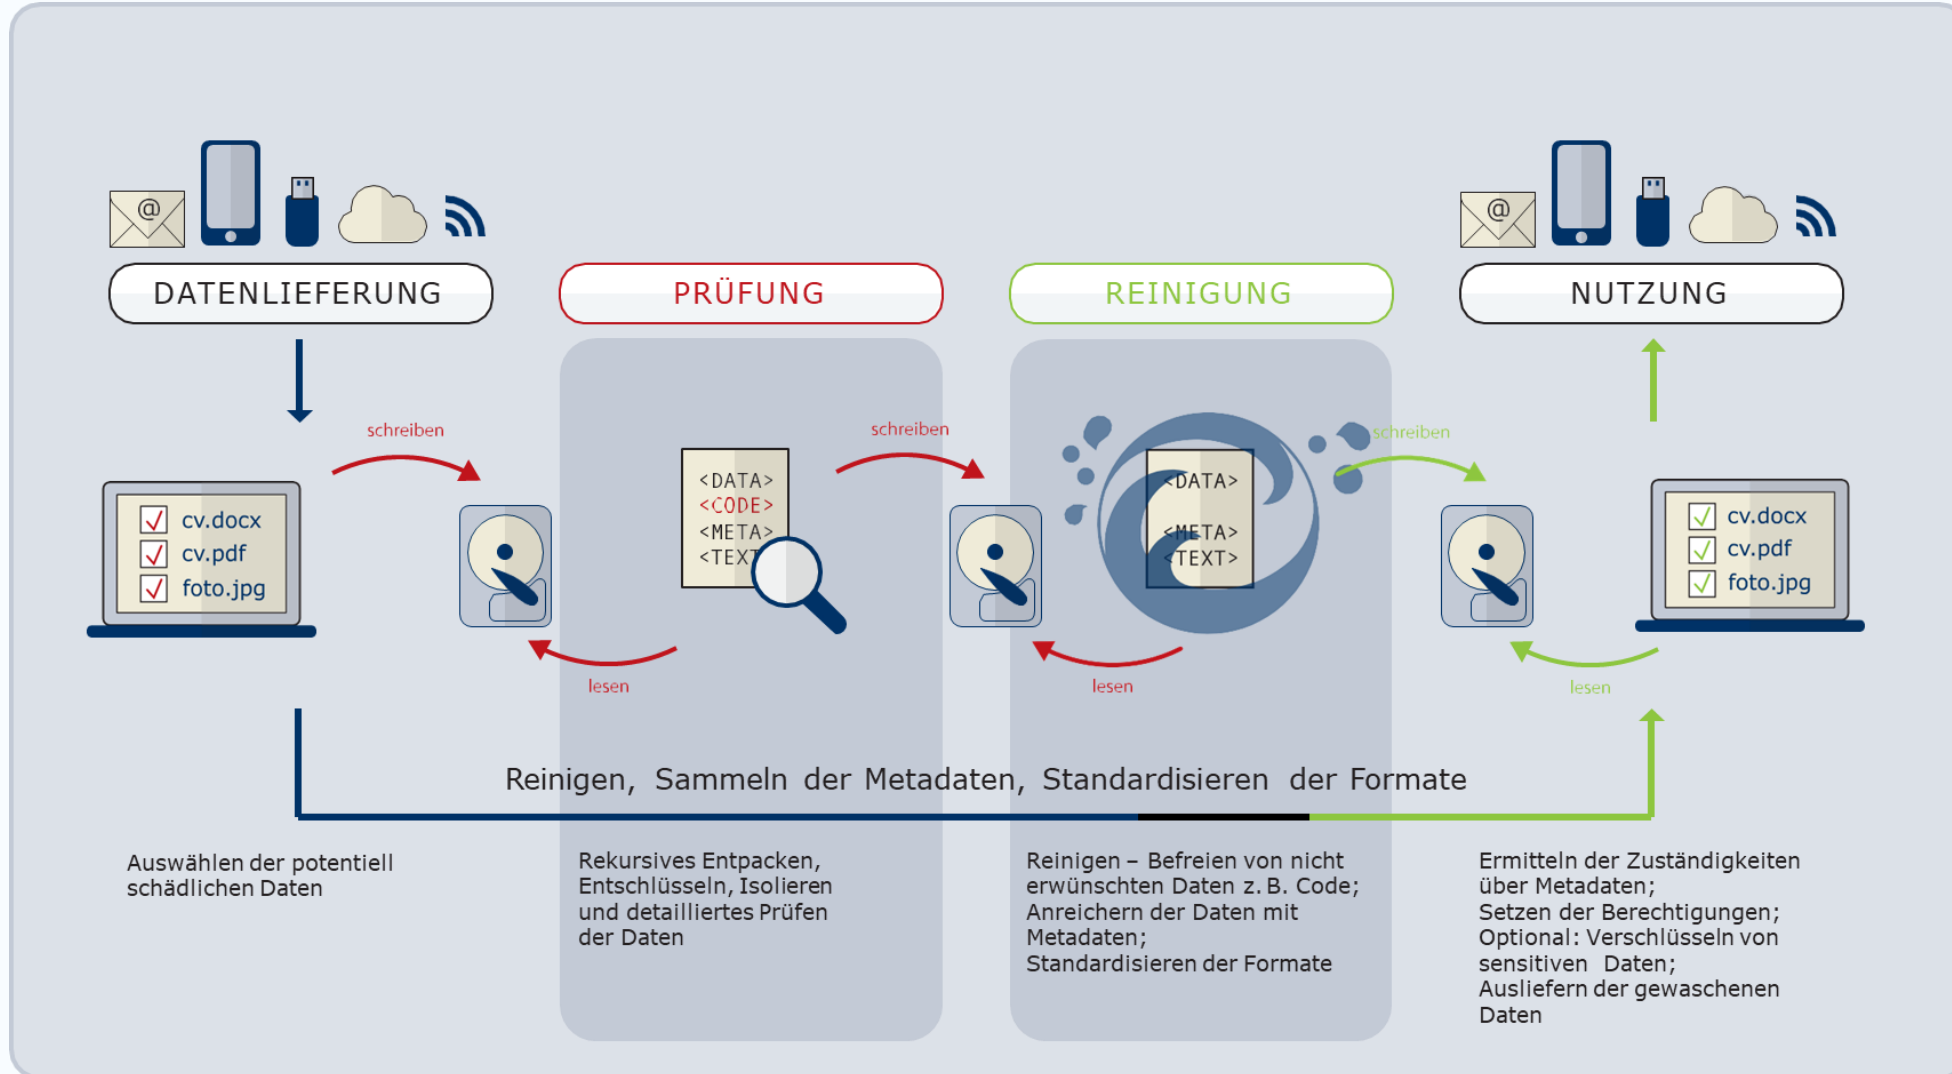 @
@
DATENLIEFERUNG
PRÜFUNG
REINIGUNG
NUTZUNG
schreiben
schreiben
schreiben
cv.docx
cv.pdf
foto.jpg
<DATA>
<CODE>
<META>
<TEXT
<DATA>
<META>
<TEXT>
cv.docx
cv.pdf
foto.jpg
lesen
lesen
lesen
Reinigen, Sammeln der Metadaten, Standardisieren der Formate
Auswählen der potentiell
schädlichen Daten
Rekursives Entpacken,
Entschlüsseln, Isolieren
und detailliertes Prüfen
der Daten
Reinigen – Befreien von nicht
erwünschten Daten z. B. Code;
Anreichern der Daten mit
Metadaten;
Standardisieren der Formate
Ermitteln der Zuständigkeiten
über Metadaten;
Setzen der Berechtigungen;
Optional: Verschlüsseln von
sensitiven Daten;
Ausliefern der gewaschenen
Daten